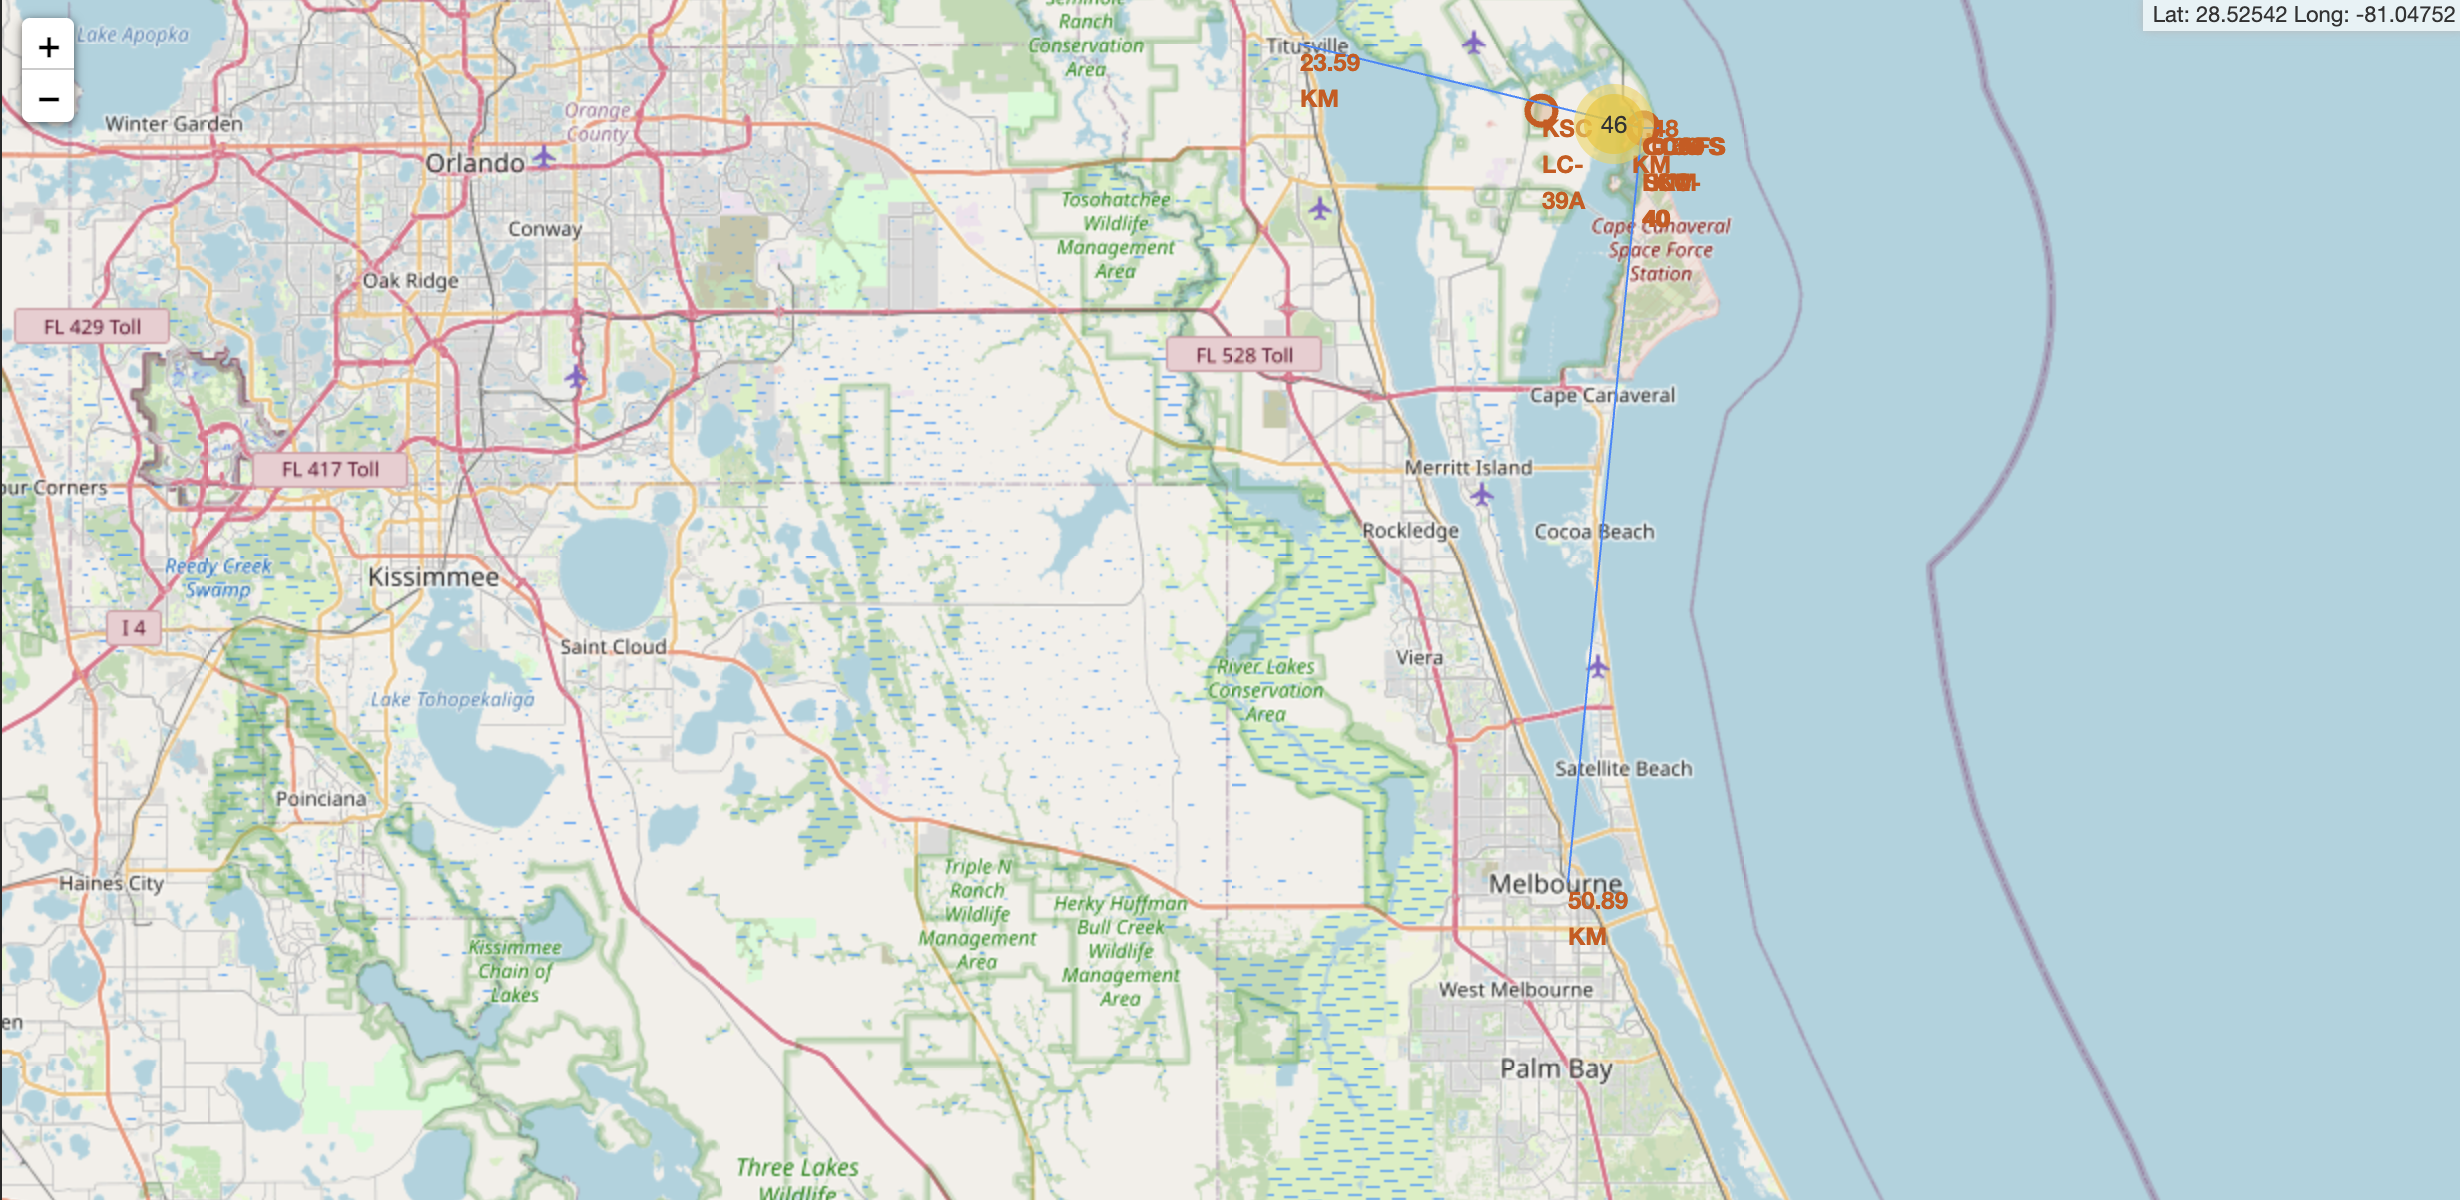 Lat: 28.52542 Long: -81.04752
+
−
Lake Apopka
Ranch
Conservation
Area
Titusville
23.59
KM
Winter Garden
Orange
County
Orlando
KSC
LC-
39A
46
KM
40
Conway
Tosohatchee
Wildlife
Management
Area
Cape Canaveral
Space Force
Station
Oak Ridge
FL 429 Toll
FL 528 Toll
Cape Canaveral
FL 417 Toll
our Corners
Merritt Island
Rockledge
Cocoa Beach
Reedy Creek
Swamp
Kissimmee
I 4
Saint Cloud
Viera
River Lakes
Conservation
Area
Lake Tohopekaliga
Satellite Beach
Poinciana
Haines City
Triple N
Ranch
Wildlife
Management
Area
Herky Huffman
Bull Creek
Wildlife
Management
Area
Melbourne
50.89
KM
Kissimmee
Chain of
Lakes
West Melbourne
en
Palm Bay
Three Lakes
Wildlife